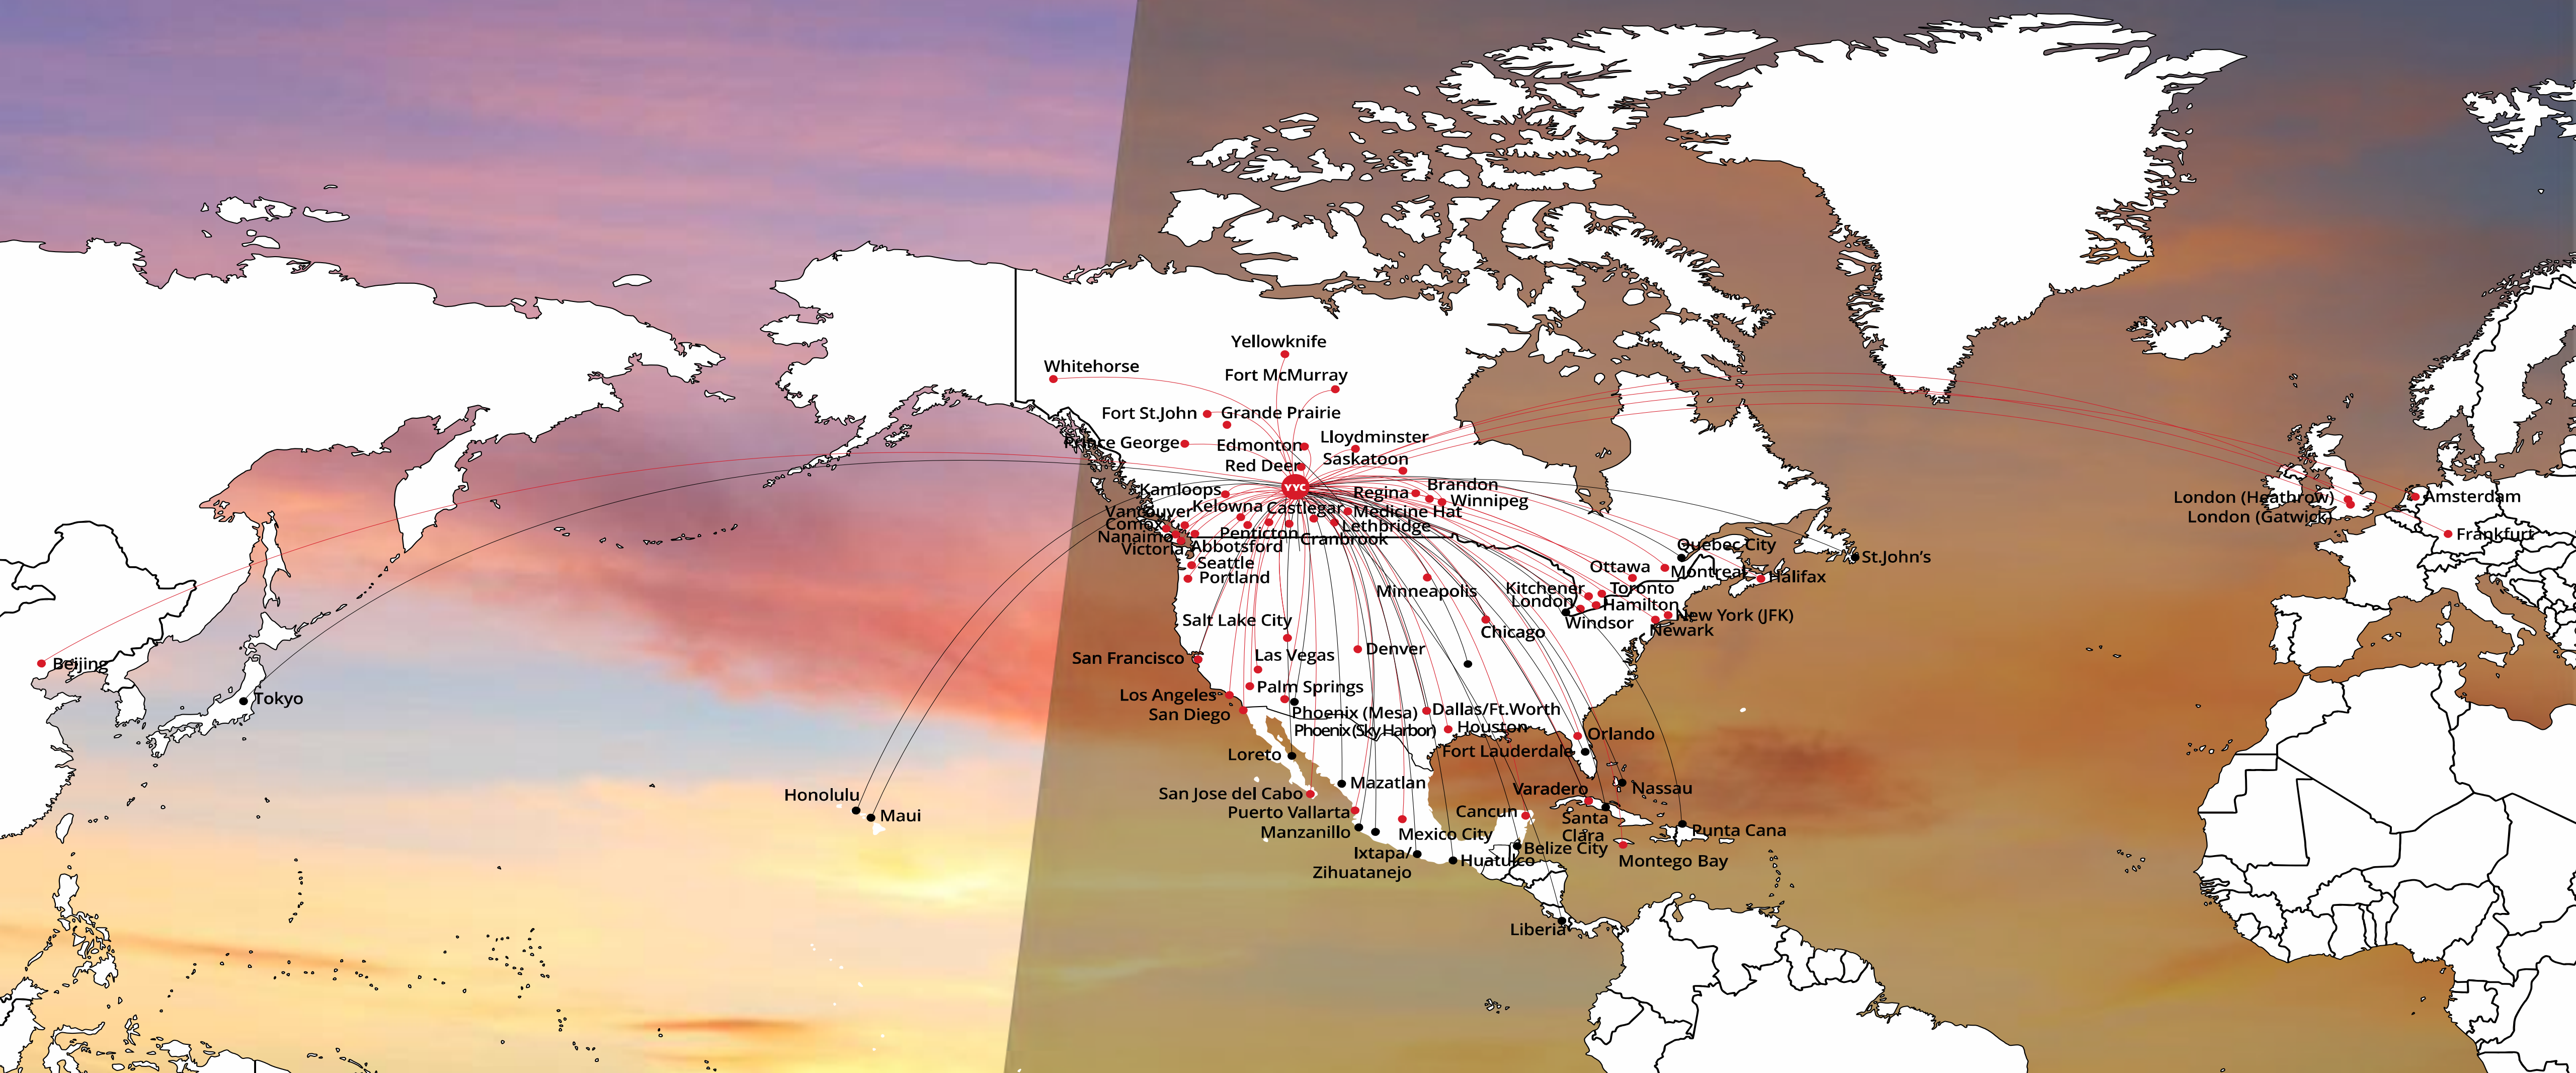 Yellowknife
Whitehorse
Fort McMurray
Fort St.John
Grande Prairie
Prince George
Edmonton
Lloydminster
Red Deer
Saskatoon
YYC
Kamloops
Regina
Brandon
Winnipeg
Vancouver
Kelowna
Castlegar
Medicine Hat
Comox
Lethbridge
Nanaimo
Penticton
Cranbrook
Victoria
Abbotsford
Seattle
Portland
London (Heathrow)
London (Gatwick)
Amsterdam
Frankfurt
Quebec City
St.John's
Ottawa
Montreal
Halifax
Minneapolis
Kitchener
Toronto
London
Hamilton
Windsor
New York (JFK)
Newark
Salt Lake City
Chicago
San Francisco
Las Vegas
Denver
Beijing
Tokyo
Los Angeles
Palm Springs
San Diego
Phoenix (Mesa)
Phoenix (Sky Harbor)
Dallas/Ft.Worth
Houston
Orlando
Fort Lauderdale
Loreto
Mazatlan
San Jose del Cabo
Varadero
Nassau
Honolulu
Maui
Puerto Vallarta
Cancun
Santa
Clara
Manzanillo
Mexico City
Punta Cana
Ixtapa/
Zihuatanejo
Huatulco
Belize City
Montego Bay
Liberia